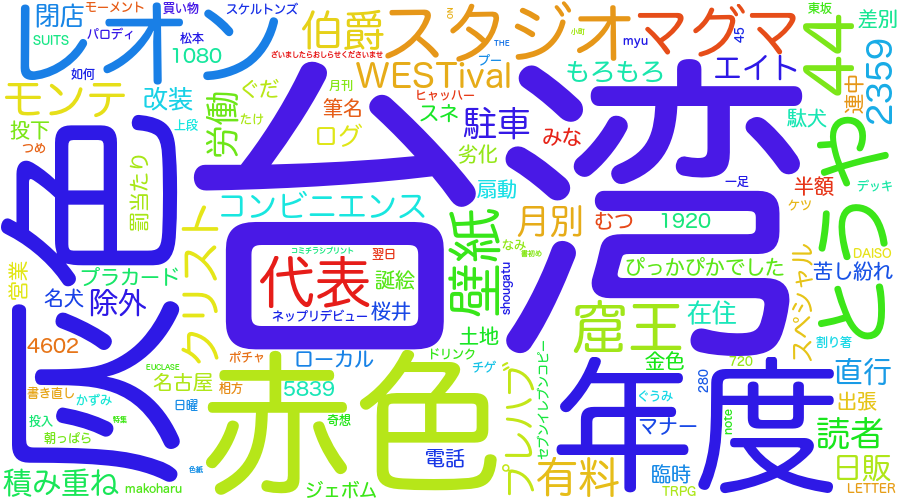 レオン
閉店
モーメント
買い物
スケルトンズ
SUITS
パロディ
松本
1080
如何
伯爵
ざいましたらおしらせくださいませ
スタジオ
NO
THE
プー
小町
myu
マグマ
45
東坂
差別
44
連中
2359
モンテ
改装
ぐだ
月刊
WESTival
もろもろ
エイト
投下
つめ
上段
労働
たけ
筆名
ログ
ヒャッハー
スネ
駐車
みな
駄犬
とうや
灰色
罰当たり
台湾
劣化
扇動
一足
半額
デッキ
ケツ
コンビニエンス
壁紙
月別
むつ
1920
クリスト
コミチラシプリント
翌日
なみ
書初め
DAISO
営業
プラカード
代表
誕絵
shougatu
ぴっかぴかでした
スペシャル
苦し紛れ
名犬
除外
ネップリデビュー
桜井
窟王
在住
4602
土地
割り箸
EUCLASE
ポチャ
ローカル
ドリンク
チゲ
セブンイレブンコピー
金色
720
直行
書き直し
かずみ
名古屋
日曜
相方
5839
赤色
プレハブ
年度
280
ぐうみ
note
出張
投入
特集
朝っぱら
奇想
マナー
読者
積み重ね
makoharu
色紙
電話
ジェボム
有料
臨時
TRPG
日販
LETTER